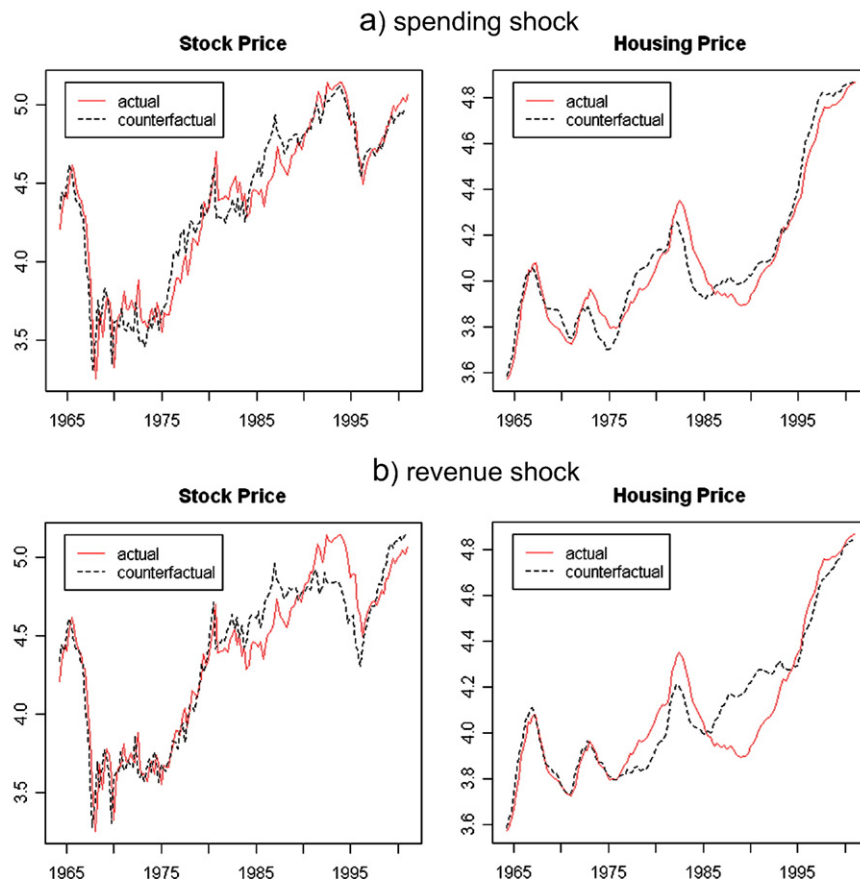 a) spending shock
Stock Price
actual
counterfactual
5.0
4.5
4.0
3.5
1965
1975
1985
1995
Housing Price
actual
counterfactual
4.8
4.6
4.4
4.2
4.0
3.8
3.6
1965
1975
1985
1995
b) revenue shock
Stock Price
actual
counterfactual
5.0
4.5
4.0
3.5
1965
1975
1985
1995
Housing Price
actual
counterfactual
4.8
4.6
4.4
4.2
4.0
3.8
3.6
1965
1975
1985
1995